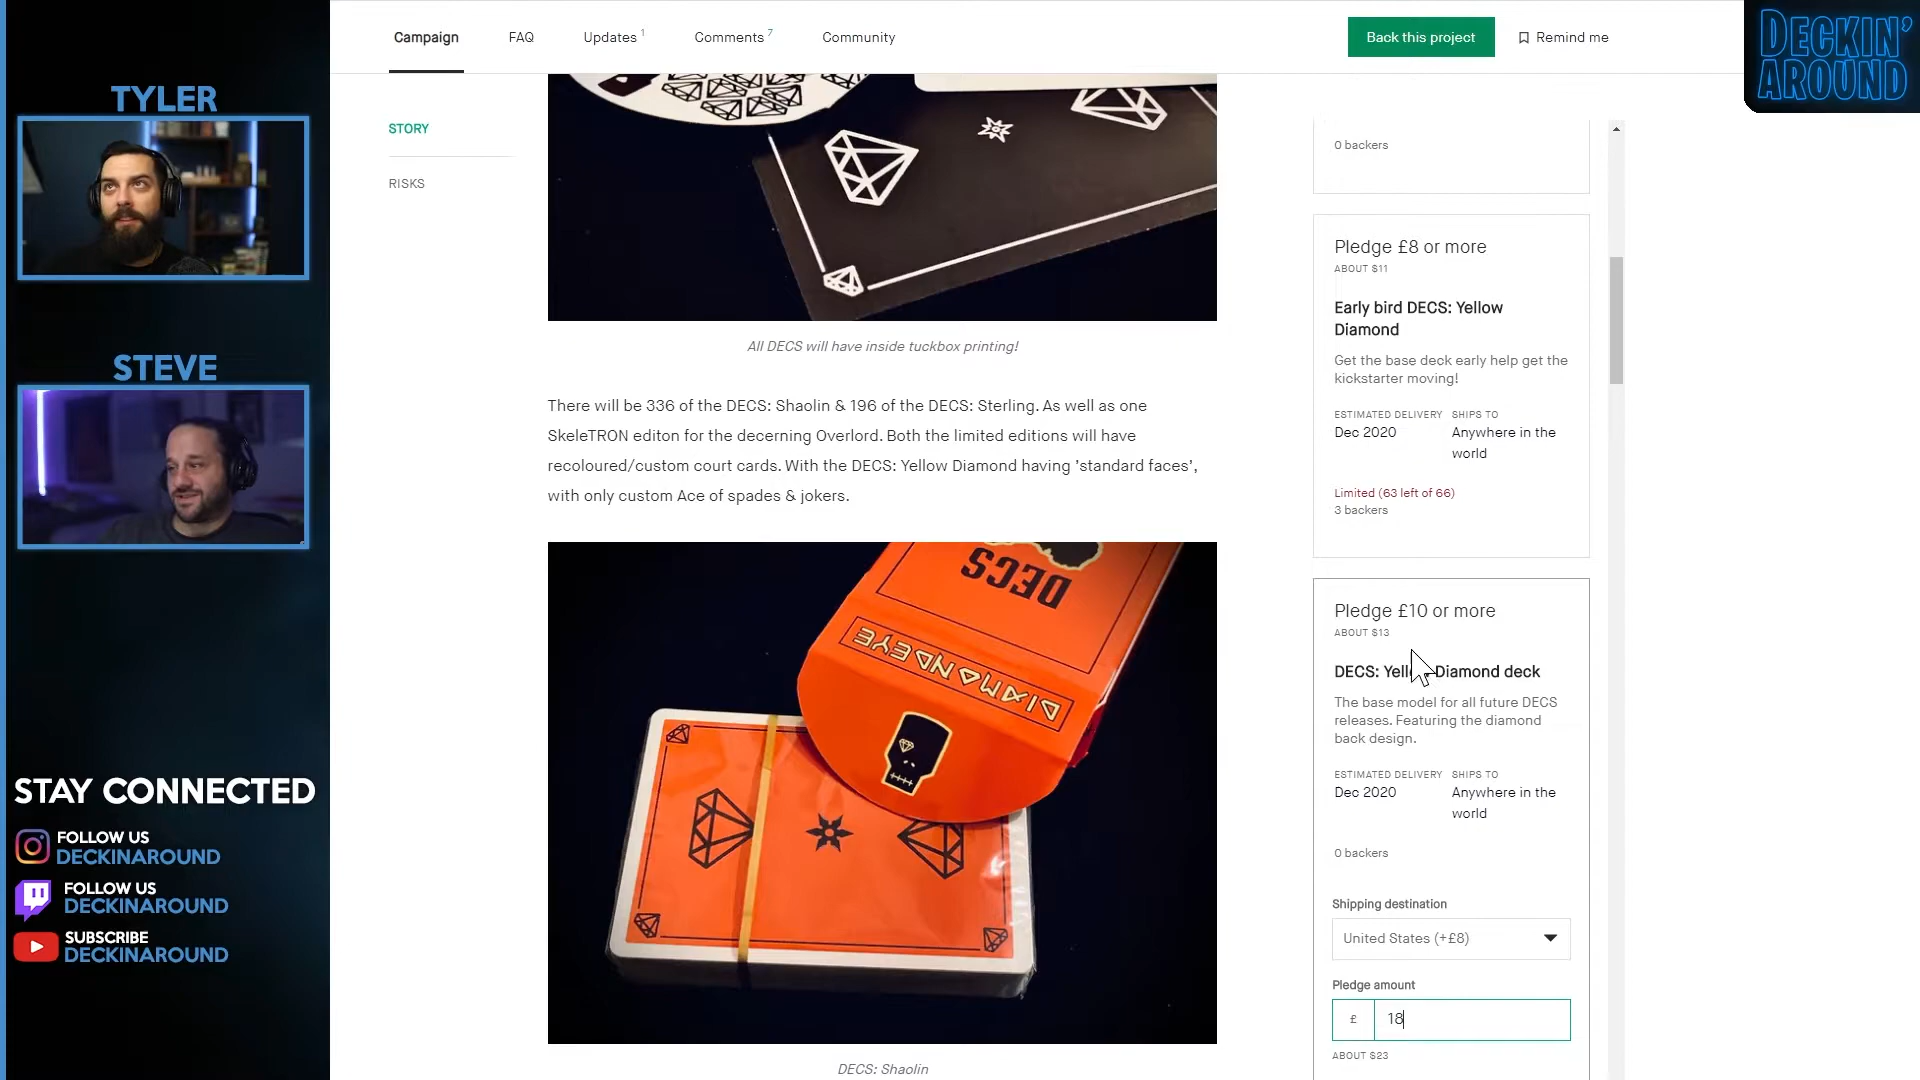 Campaign
FAQ
Updates 1
Comments 7
Community
Back this project
Remind me
DECKIN'
AROUND
TYLER
STEVE
STAY CONNECTED
FOLLOW US
DECKINAROUND
FOLLOW US
DECKINAROUND
SUBSCRIBE
DECKINAROUND
STORY
RISKS
All DECS will have inside tuckbox printing!
There will be 336 of the DECS: Shaolin & 196 of the DECS: Sterling. As well as one
SkeleTRON editon for the decerning Overlord. Both the limited editions will have
recoloured/custom court cards. With the DECS: Yellow Diamond having 'standard faces',
with only custom Ace of spades & jokers.
DECS
DIAMONDEYE
DECS: Shaolin
0 backers
Pledge £8 or more
ABOUT $11
Early bird DECS: Yellow
Diamond
Get the base deck early help get the
kickstarter moving!
ESTIMATED DELIVERY SHIPS TO
Dec 2020 Anywhere in the
world
Limited (63 left of 66)
3 backers
Pledge £10 or more
ABOUT $13
DECS: Diamond deck
The base model for all future DECS
releases. Featuring the diamond
back design.
ESTIMATED DELIVERY SHIPS TO
Dec 2020 Anywhere in the
world
0 backers
Shipping destination
United States (+£8)
Pledge amount
£ 18
ABOUT $23